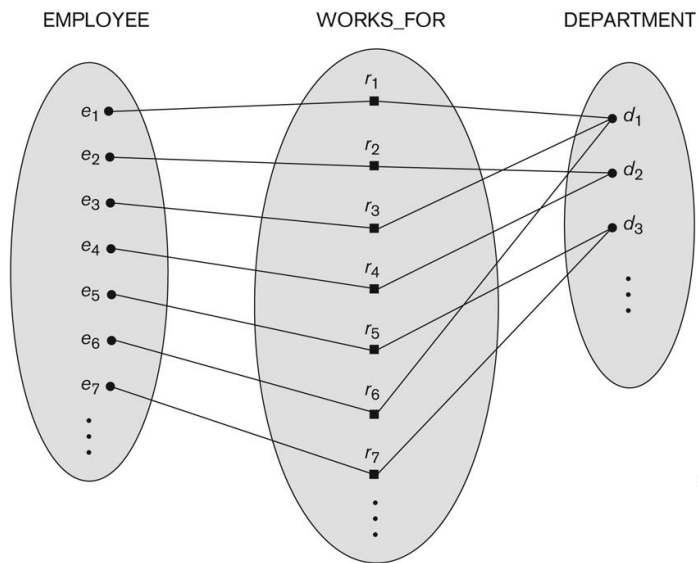 EMPLOYEE WORKS_FOR DEPARTMENT
e1
e2
e3
e4
e5
e6
e7
r1
r2
r3
r4
r5
r6
r7
d1
d2
d3